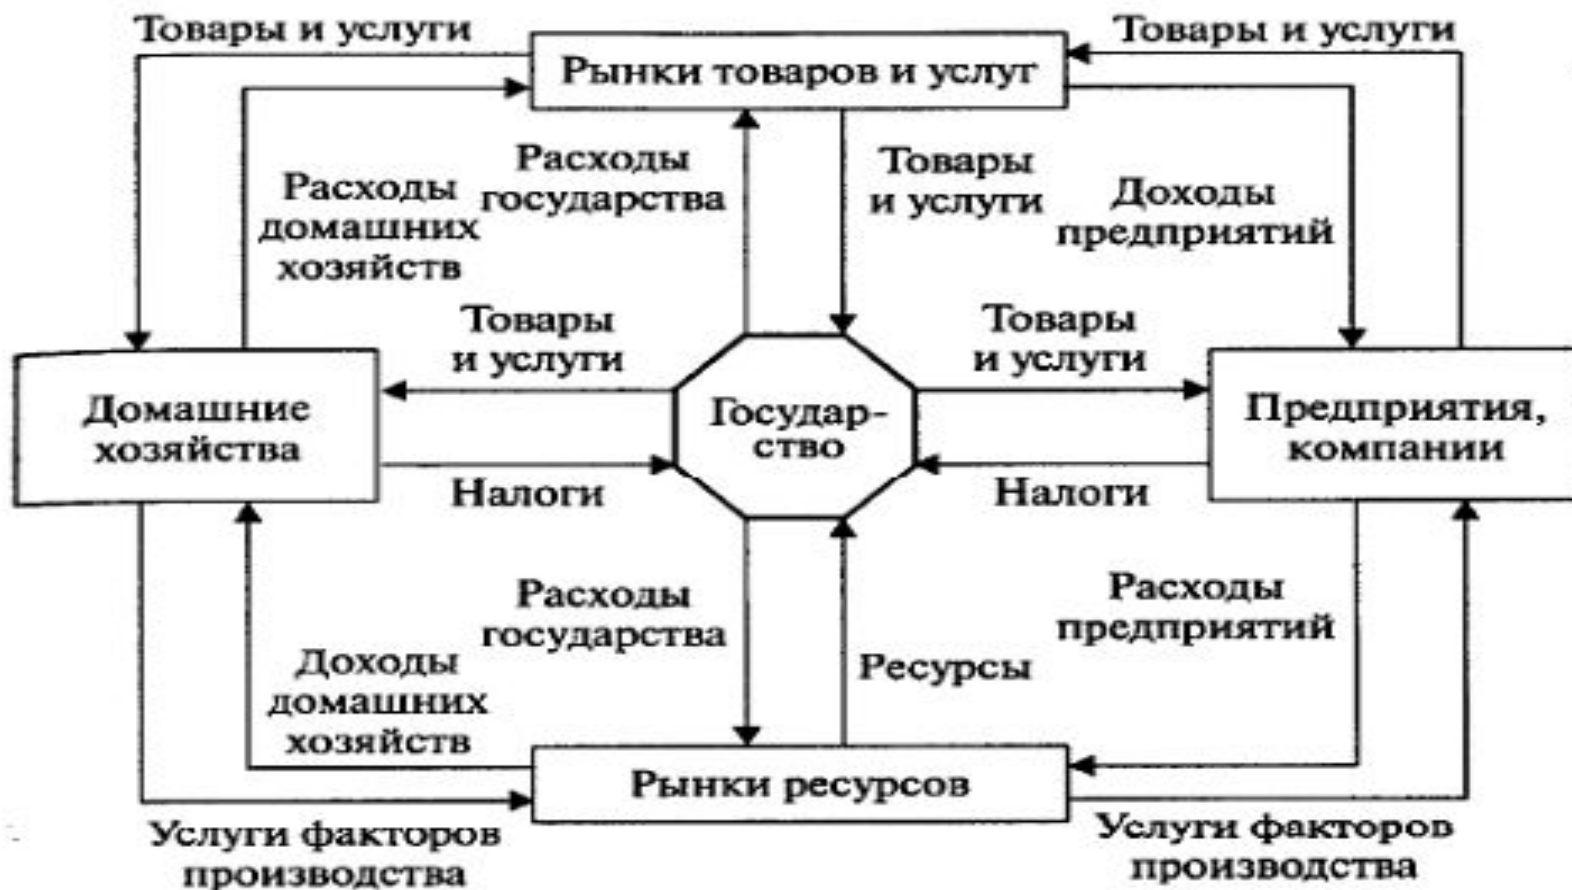 Товары и услуги
Товары и услуги
Рынки товаров и услуг
Расходы
государства
Товары
и услуги
Расходы
домашних
хозяйств
Доходы
предприятий
Товары
и услуги
Товары
и услуги
Домашние
хозяйства
Государ-
ство
Предприятия,
компании
Налоги
Налоги
Расходы
государства
Расходы
предприятий
Доходы
домашних
хозяйств
Ресурсы
Рынки ресурсов
Услуги факторов
производства
Услуги факторов
производства